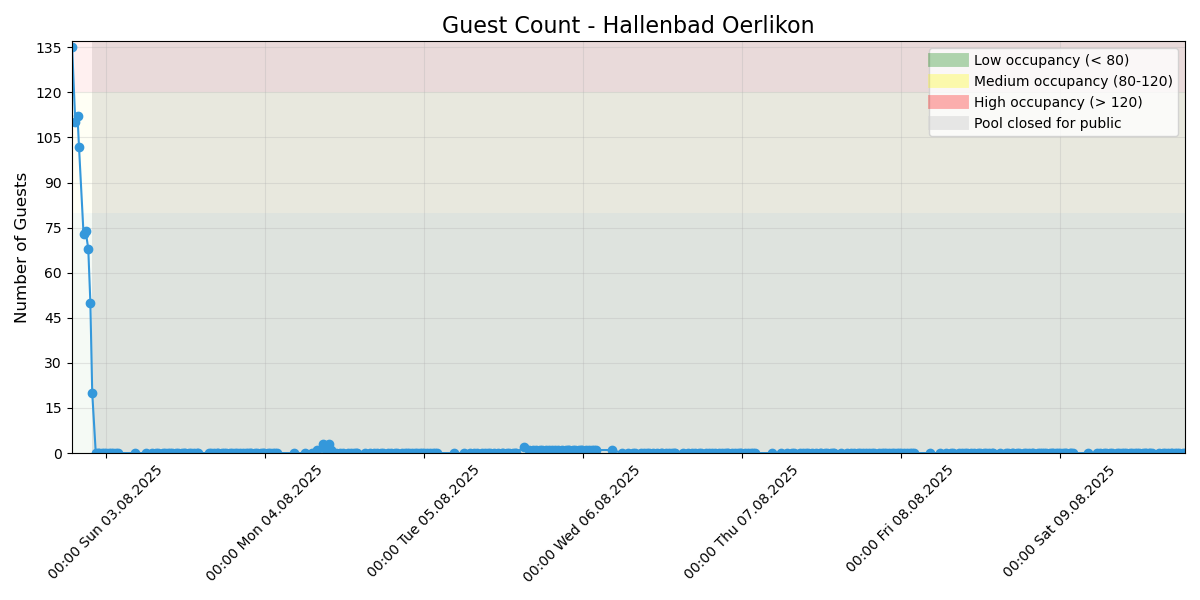 Guest Count - Hallenbad Oerlikon
Number of Guests
135
120
105
90
75
60
45
30
15
0
Low occupancy (< 80)
Medium occupancy (80-120)
High occupancy (> 120)
Pool closed for public
00:00 Sun 03.08.2025
00:00 Mon 04.08.2025
00:00 Tue 05.08.2025
00:00 Wed 06.08.2025
00:00 Thu 07.08.2025
00:00 Fri 08.08.2025
00:00 Sat 09.08.2025